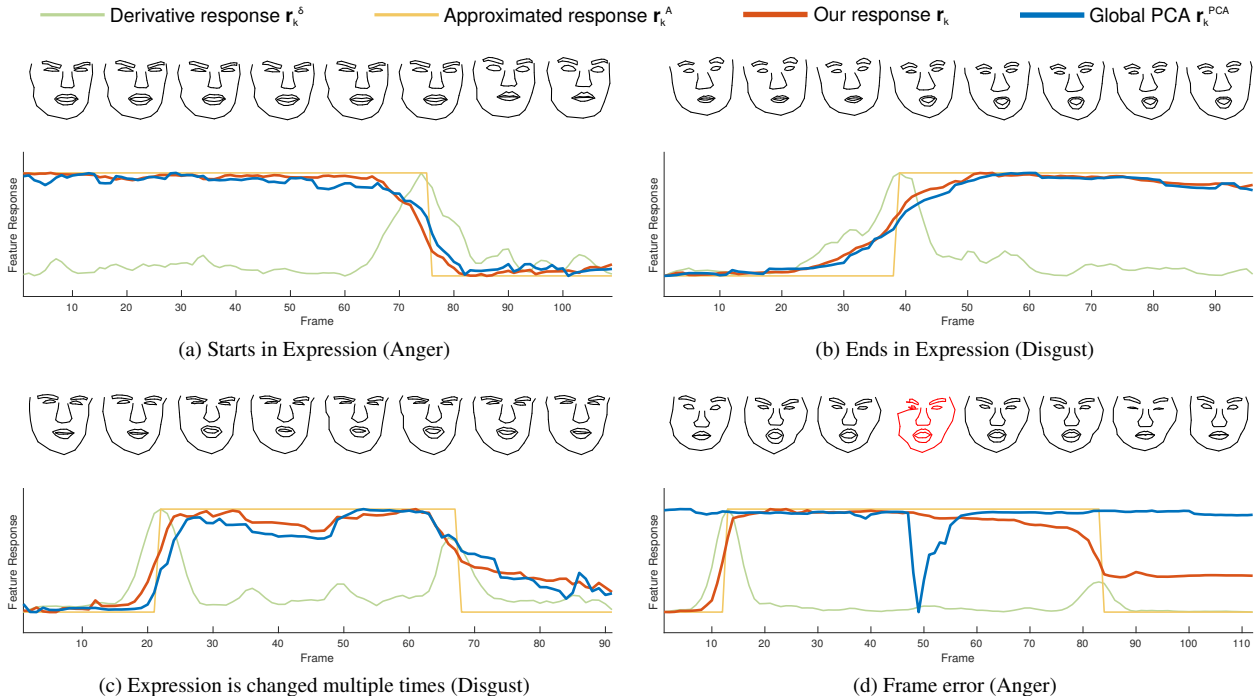 Derivative response r_k^δ Approximated response r_k^A Our response r_k Global PCA r_k^PCA
Feature Response
10 20 30 40 50 60 70 80 90 100
Frame
(a) Starts in Expression (Anger)
Feature Response
10 20 30 40 50 60 70 80 90
Frame
(b) Ends in Expression (Disgust)
Feature Response
10 20 30 40 50 60 70 80 90
Frame
(c) Expression is changed multiple times (Disgust)
Feature Response
10 20 30 40 50 60 70 80 90 100 110
Frame
(d) Frame error (Anger)